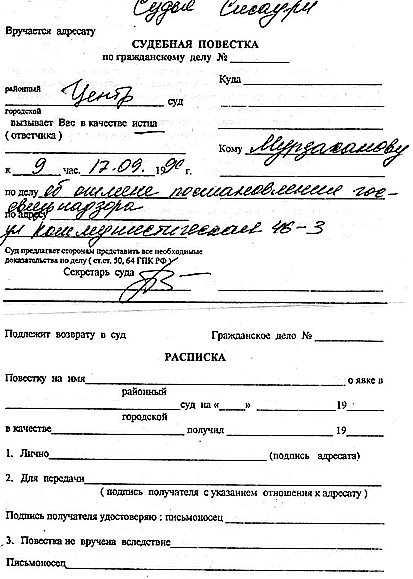 Судья Сисаури
Вручается адресату
СУДЕБНАЯ ПОВЕСТКА
по гражданскому делу №
Куда
районный Центр суд
городской
вызывает Вас в качестве истца
( ответчика )
Кому Мурзаханову
к 9 час. 17.09. 19 г.
по делу об отмене постановления гос-
по адресу
ул Коммунистическая 43-3
Суд предлагает сторонам представить все необходимые
доказательства по делу ( ст.ст. 50, 64 ГПК РФ )
Секретарь суда
Подлежит возврату в суд Гражданское дело №
РАСПИСКА
Повестку на имя о явке в
районный
суд на « » 19 .
городской
в качестве получил 19
1. Лично (подпись адресата)
2. Для передачи
( подпись получателя с указанием отношения к адресату )
Подпись получателя удостоверяю : письмоносец
3. Повестка не вручена вследствие
Письмоносец